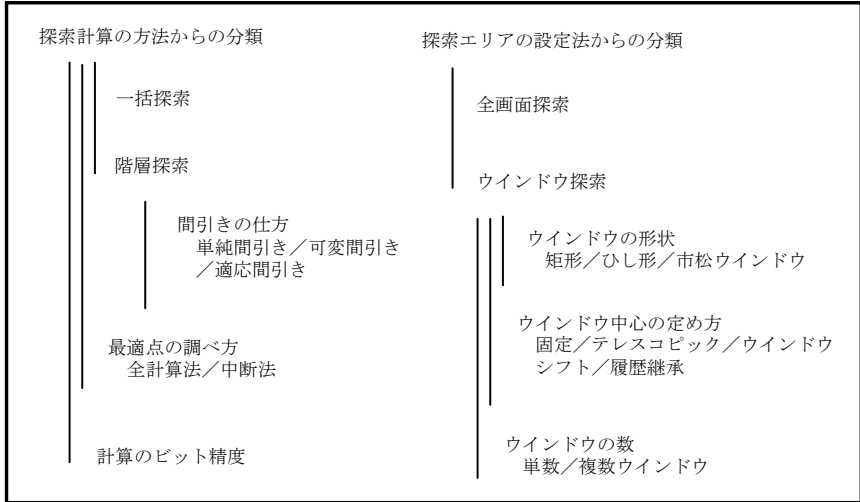 探索計算の方法からの分類
一括探索
階層探索
間引きの仕方
単純間引き／可変間引き
／適応間引き
最適点の調べ方
全計算法／中断法
計算のビット精度
探索エリアの設定法からの分類
全画面探索
ウインドウ探索
ウインドウの形状
矩形／ひし形／市松ウインドウ
ウインドウ中心の定め方
固定／テレスコピック／ウインドウ
シフト／履歴継承
ウインドウの数
単数／複数ウインドウ